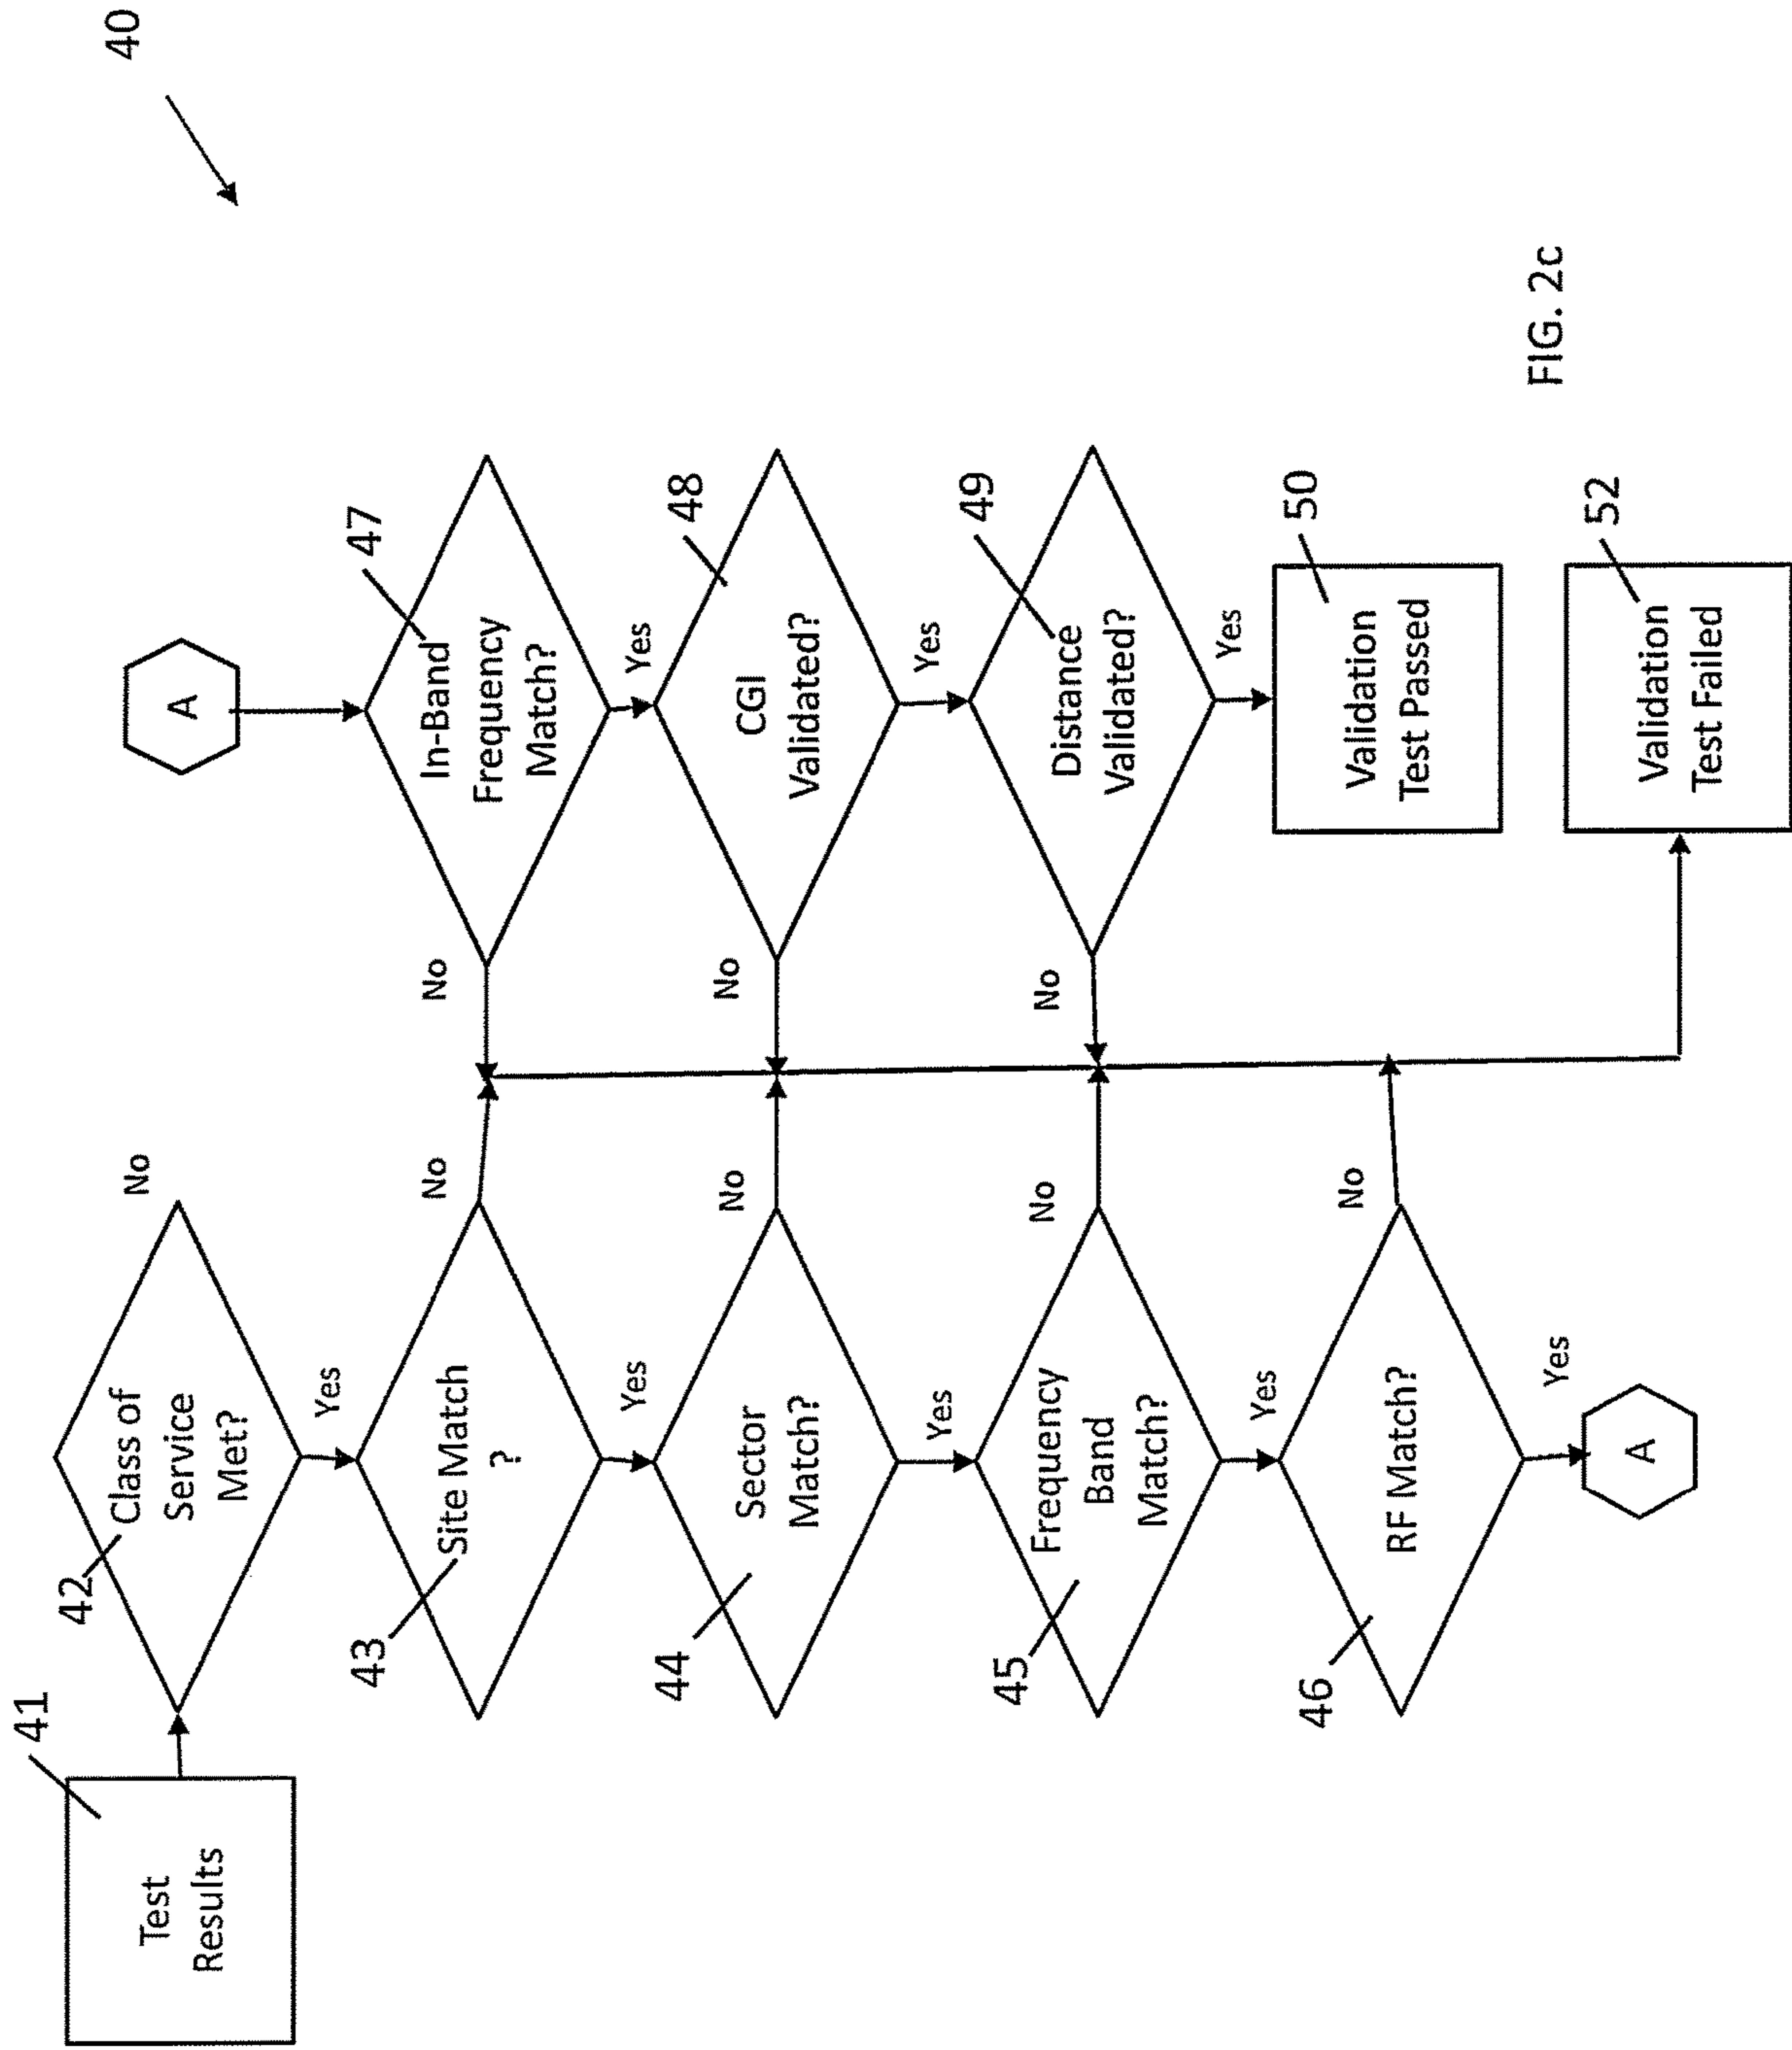 40
41
Test
Results
42
Class of
Service
Met?
No
Yes
43
Site Match
?
No
Yes
44
Sector
Match?
No
Yes
45
Frequency
Band
Match?
No
Yes
46
RF Match?
No
Yes
A
A
47
In-Band
Frequency
Match?
No
Yes
48
CGI
Validated?
No
Yes
49
Distance
Validated?
No
Yes
50
Validation
Test Passed
52
Validation
Test Failed
FIG. 2c